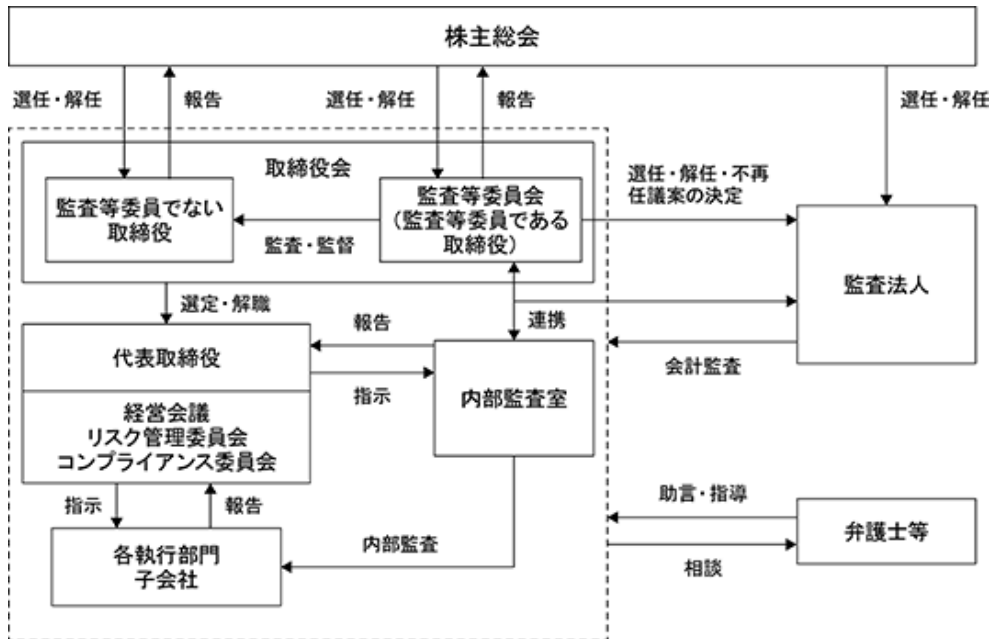 株主総会
選任・解任
報告
選任・解任
報告
選任・解任
取締役会
監査等委員でない
取締役
監査・監督
監査等委員会
(監査等委員である
取締役)
選任・解任・不再
任議案の決定
監査法人
選定・解職
連携
報告
指示
会計監査
代表取締役
経営会議
リスク管理委員会
コンプライアンス委員会
内部監査室
指示
報告
内部監査
各執行部門
子会社
助言・指導
相談
弁護士等